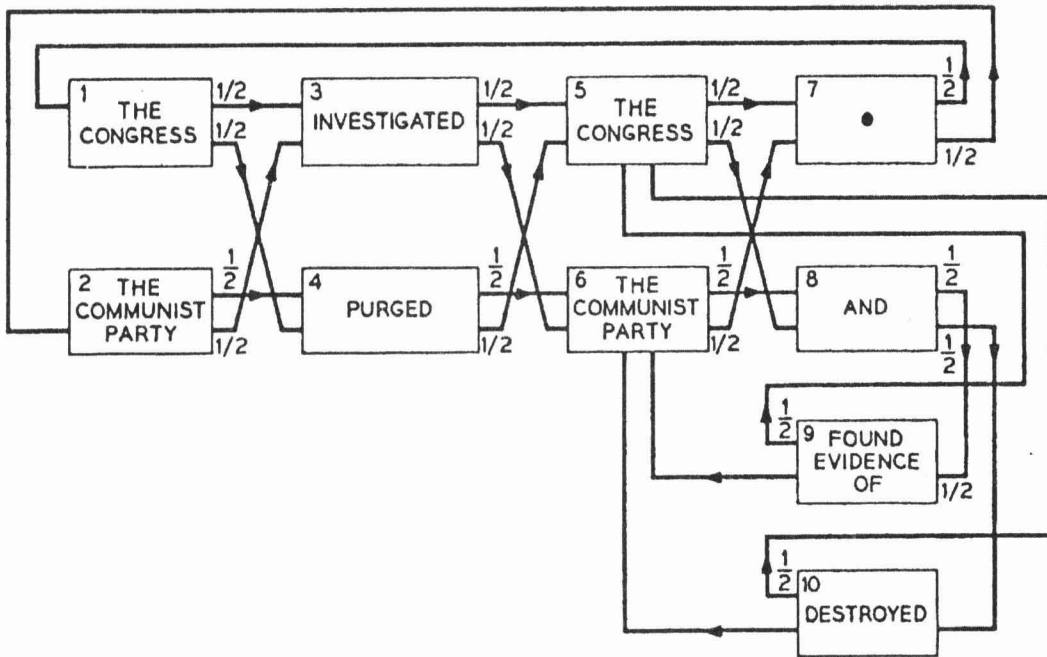 1 THE CONGRESS
1/2
1/2
3 INVESTIGATED
1/2
1/2
5 THE CONGRESS
1/2
1/2
7 •
1/2
1/2
2 THE COMMUNIST PARTY
1/2
1/2
4 PURGED
1/2
1/2
6 THE COMMUNIST PARTY
1/2
1/2
8 AND
1/2
1/2
1/2
9 FOUND EVIDENCE OF
1/2
1/2
10 DESTROYED